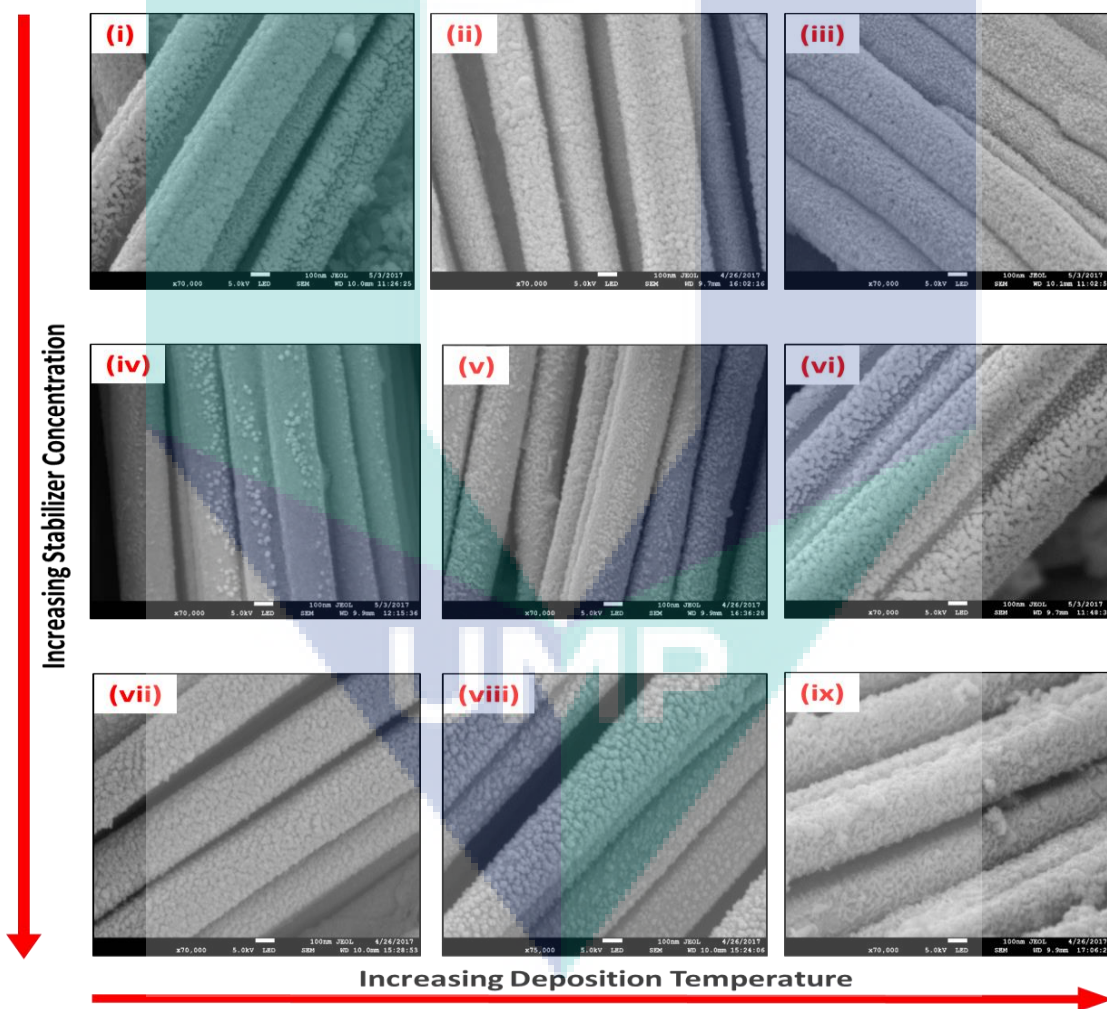 (i)
100nm JEOL 5/3/2017
x70,000 5.0kV LED SEM WD 10.0mm 11:26:25
(ii)
100nm JEOL 4/26/2017
x70,000 5.0kV LED SEM WD 9.7mm 16:02:16
(iii)
100nm JEOL 5/3/2017
x70,000 5.0kV LED SEM WD 10.1mm 11:02:5
Increasing Stabilizer Concentration
(iv)
100nm JEOL 5/3/2017
x70,000 5.0kV LED SEM WD 9.9mm 12:15:36
(v)
100nm JEOL 4/26/2017
x70,000 5.0kV LED SEM WD 9.9mm 16:36:28
(vi)
100nm JEOL 5/3/2017
x70,000 5.0kV LED SEM WD 9.7mm 11:48:3
UMP
(vii)
100nm JEOL 4/26/2017
x70,000 5.0kV LED SEM WD 10.0mm 15:28:53
(viii)
100nm JEOL 4/26/2017
x75,000 5.0kV LED SEM WD 10.0mm 15:24:06
(ix)
100nm JEOL 4/26/2017
x70,000 5.0kV LED SEM WD 9.9mm 17:06:2
Increasing Deposition Temperature